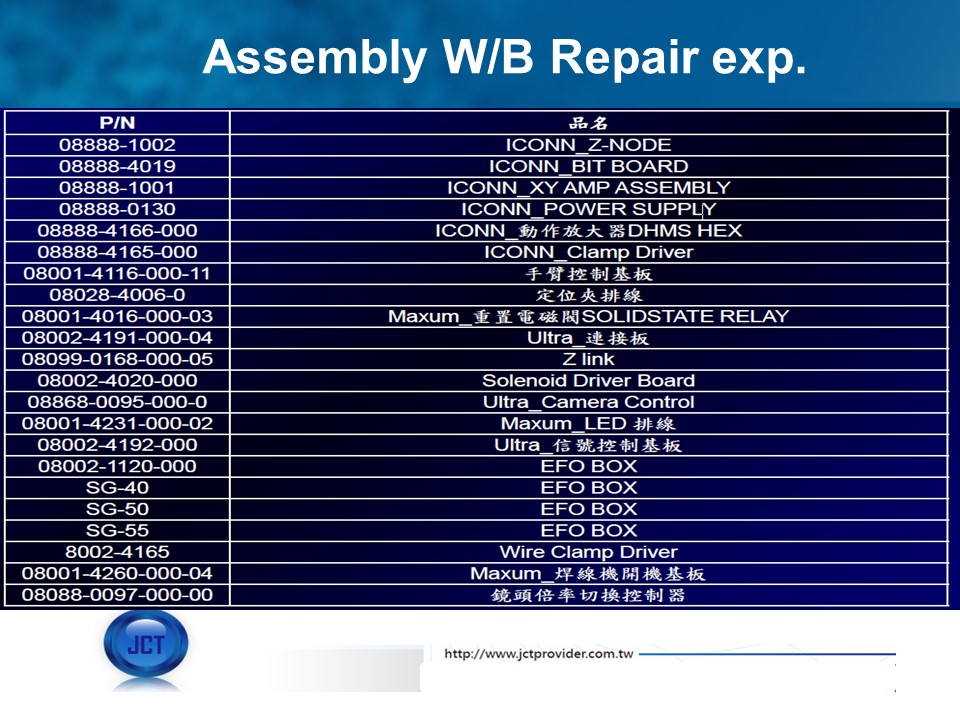 Assembly W/B Repair exp.
P/N 品名
08888-1002 ICONN_Z-NODE
08888-4019 ICONN_BIT BOARD
08888-1001 ICONN_XY AMP ASSEMBLY
08888-0130 ICONN_POWER SUPPLY
08888-4166-000 ICONN_動作放大器DHMS HEX
08888-4165-000 ICONN_Clamp Driver
08001-4116-000-11 手臂控制基板
08028-4006-0 定位夾排線
08001-4016-000-03 Maxum_重置電磁閥SOLIDSTATE RELAY
08002-4191-000-04 Ultra_連接板
08099-0168-000-05 Z link
08002-4020-000 Solenoid Driver Board
08868-0095-000-0 Ultra_Camera Control
08001-4231-000-02 Maxum_LED 排線
08002-4192-000 Ultra_信號控制基板
08002-1120-000 EFO BOX
SG-40 EFO BOX
SG-50 EFO BOX
SG-55 EFO BOX
8002-4165 Wire Clamp Driver
08001-4260-000-04 Maxum_焊線機開機基板
08088-0097-000-00 鏡頭倍率切換控制器
JCT
http://www.jctprovider.com.tw